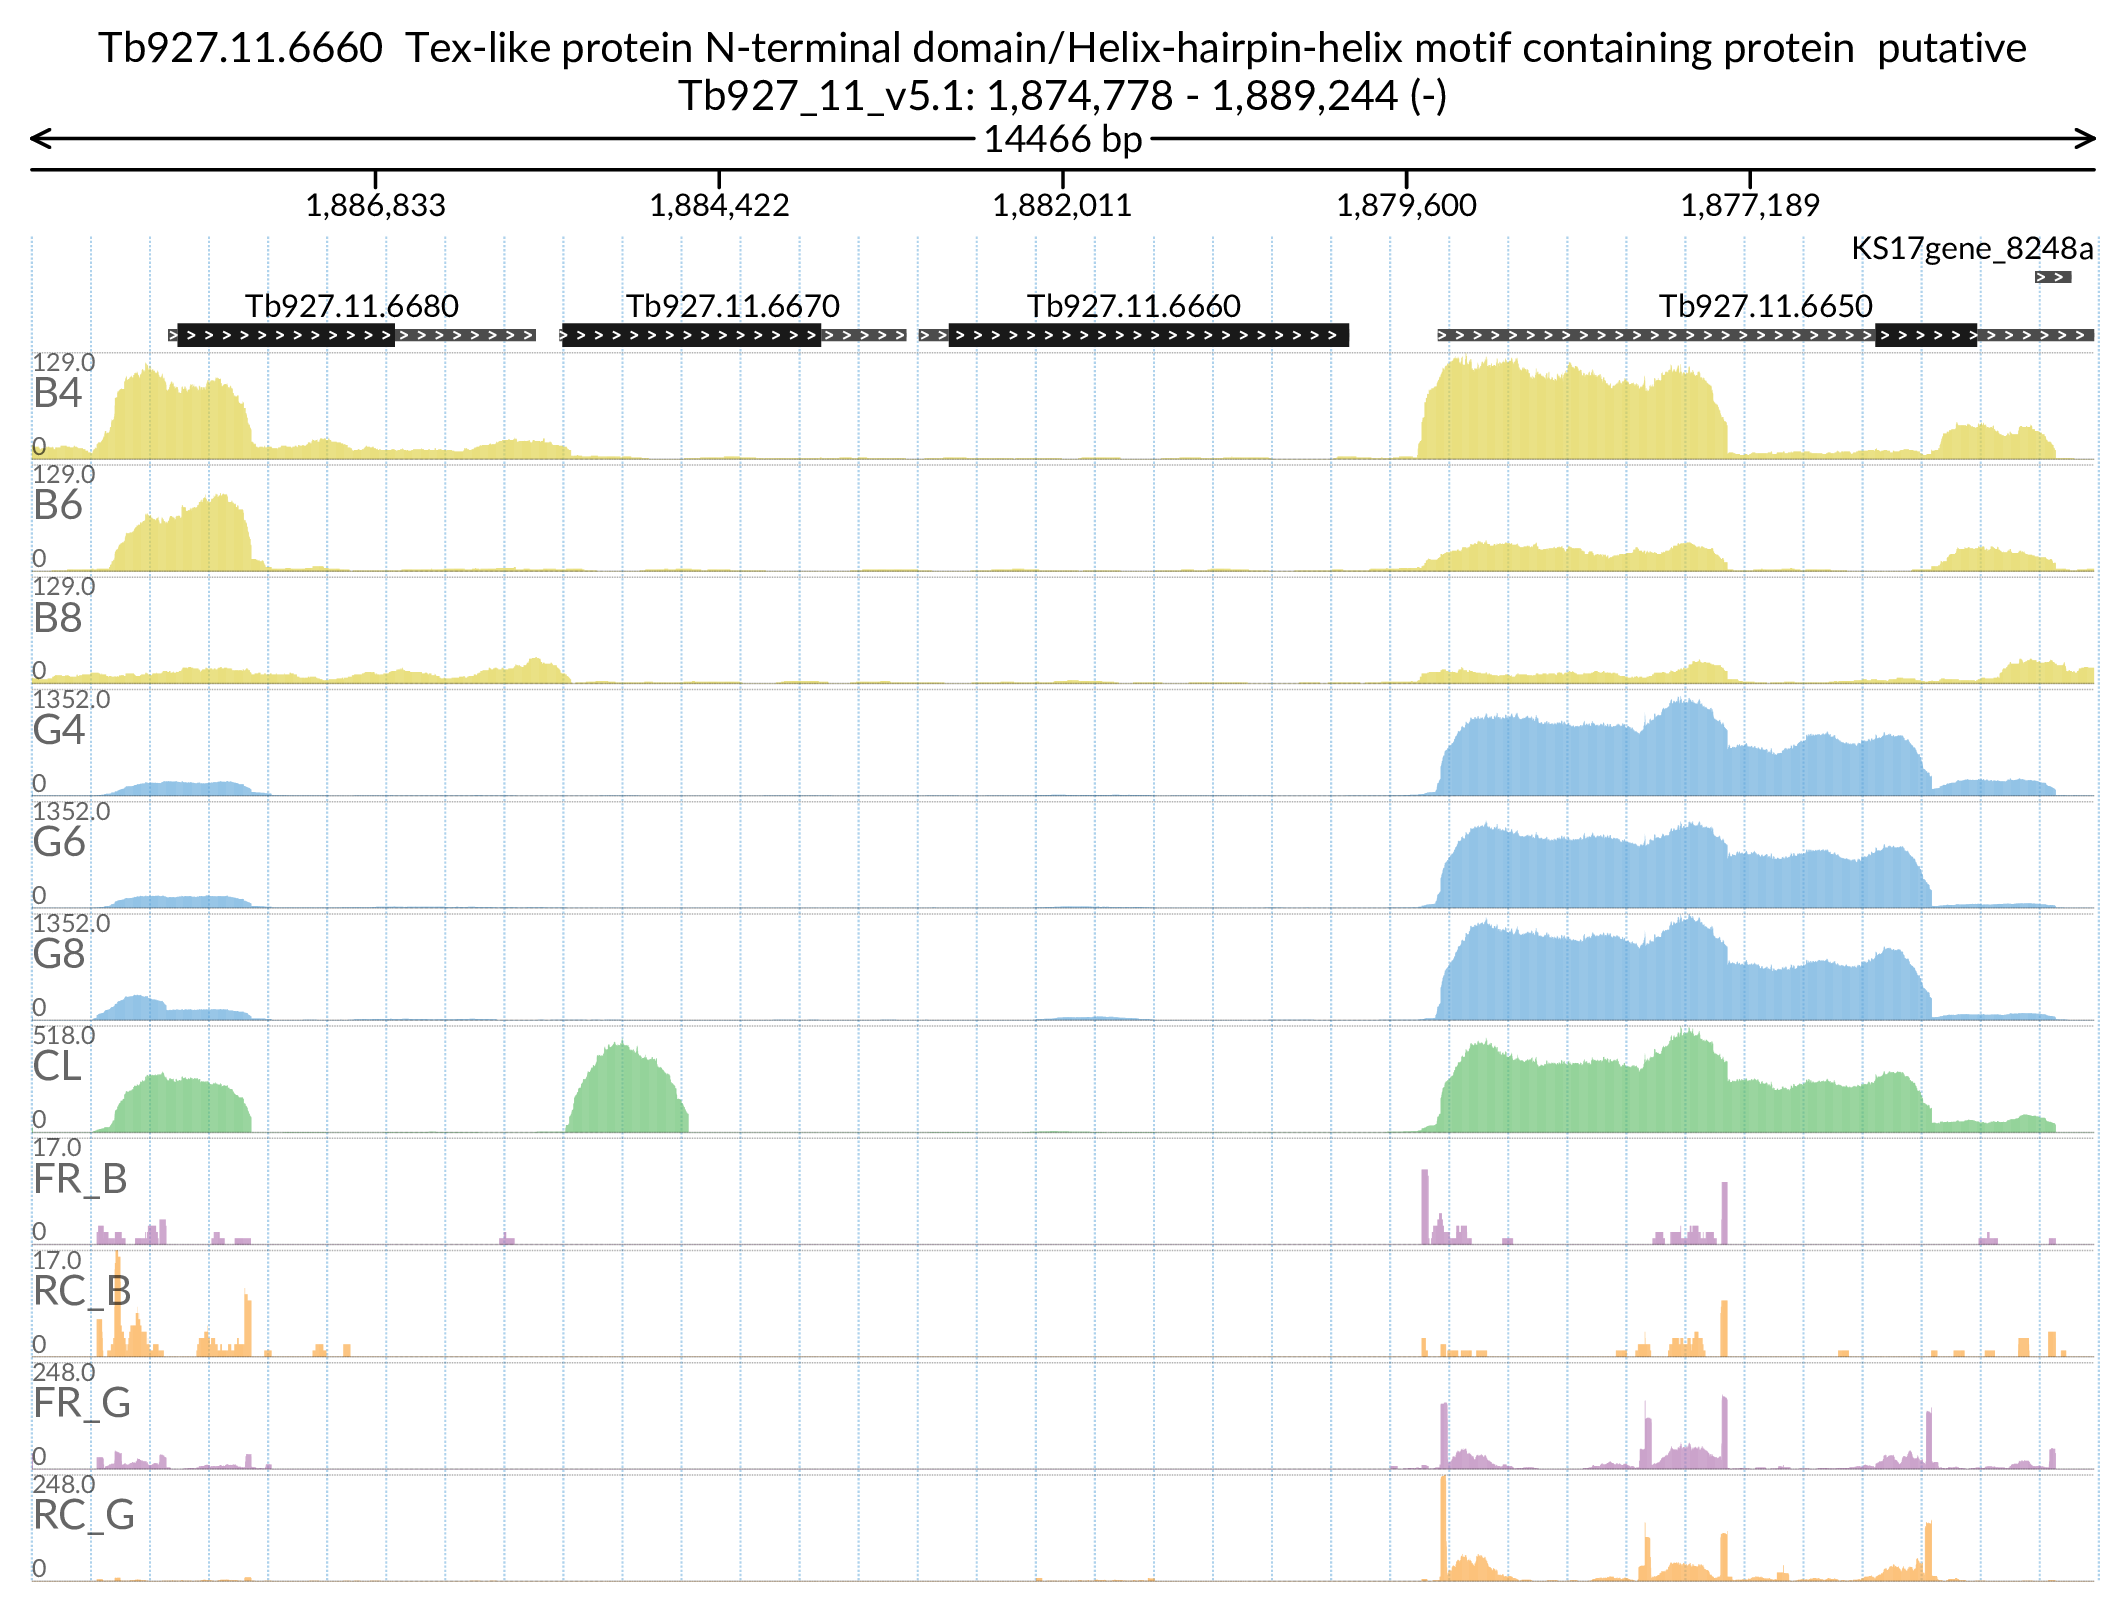 Tb927.11.6660  Tex-like protein N-terminal domain/Helix-hairpin-helix motif containing protein  putative
Tb927_11_v5.1: 1,874,778 - 1,889,244 (-)
14466 bp
1,886,833 1,884,422 1,882,011 1,879,600 1,877,189
KS17gene_8248a
Tb927.11.6680 Tb927.11.6670 Tb927.11.6660 Tb927.11.6650
129.0
B4
0
129.0
B6
0
129.0
B8
0
1352.0
G4
0
1352.0
G6
0
1352.0
G8
0
518.0
CL
0
17.0
FR_B
0
17.0
RC_B
0
248.0
FR_G
0
248.0
RC_G
0